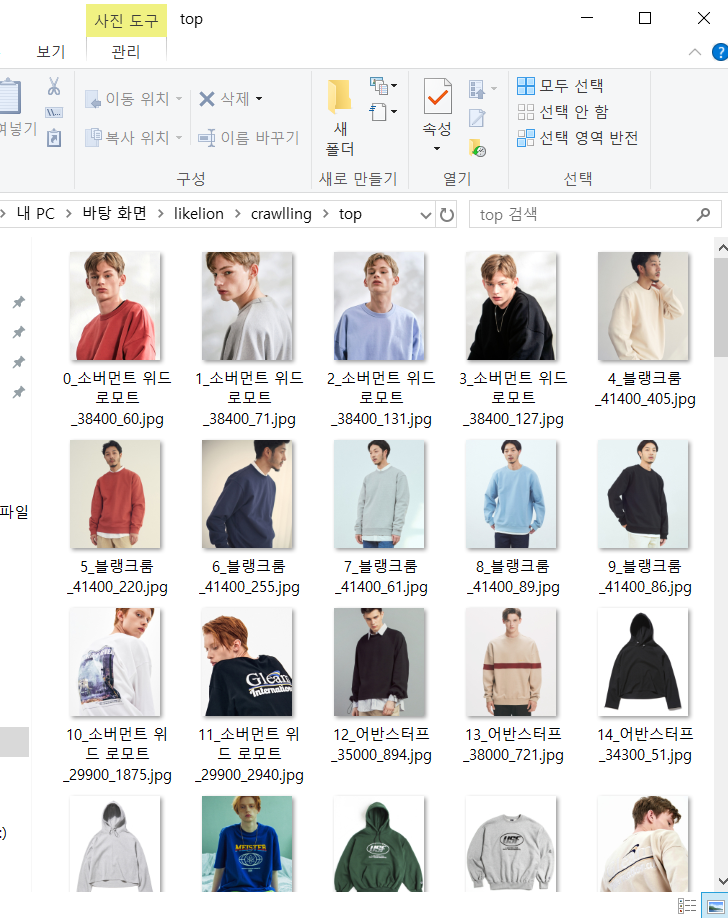 사진 도구 top
보기 관리
여넣기
이동 위치 삭제
복사 위치 이름 바꾸기
새
폴더
속성
모두 선택
선택 안 함
선택 영역 반전
구성 새로 만들기 열기 선택
내 PC 바탕 화면 likelion crawlling top top 검색
0_소버먼트 위드
로모트
_38400_60.jpg
1_소버먼트 위드
로모트
_38400_71.jpg
2_소버먼트 위드
로모트
_38400_131.jpg
3_소버먼트 위드
로모트
_38400_127.jpg
4_블랭크룸
_41400_405.jpg
파일
5_블랭크룸
_41400_220.jpg
6_블랭크룸
_41400_255.jpg
7_블랭크룸
_41400_61.jpg
8_블랭크룸
_41400_89.jpg
9_블랭크룸
_41400_86.jpg
Gleam
International
10_소버먼트 위
드 로모트
_29900_1875.jpg
11_소버먼트 위
드 로모트
_29900_2940.jpg
12_어반스터프
_35000_894.jpg
13_어반스터프
_38000_721.jpg
14_어반스터프
_34300_51.jpg
:)
MEISTER